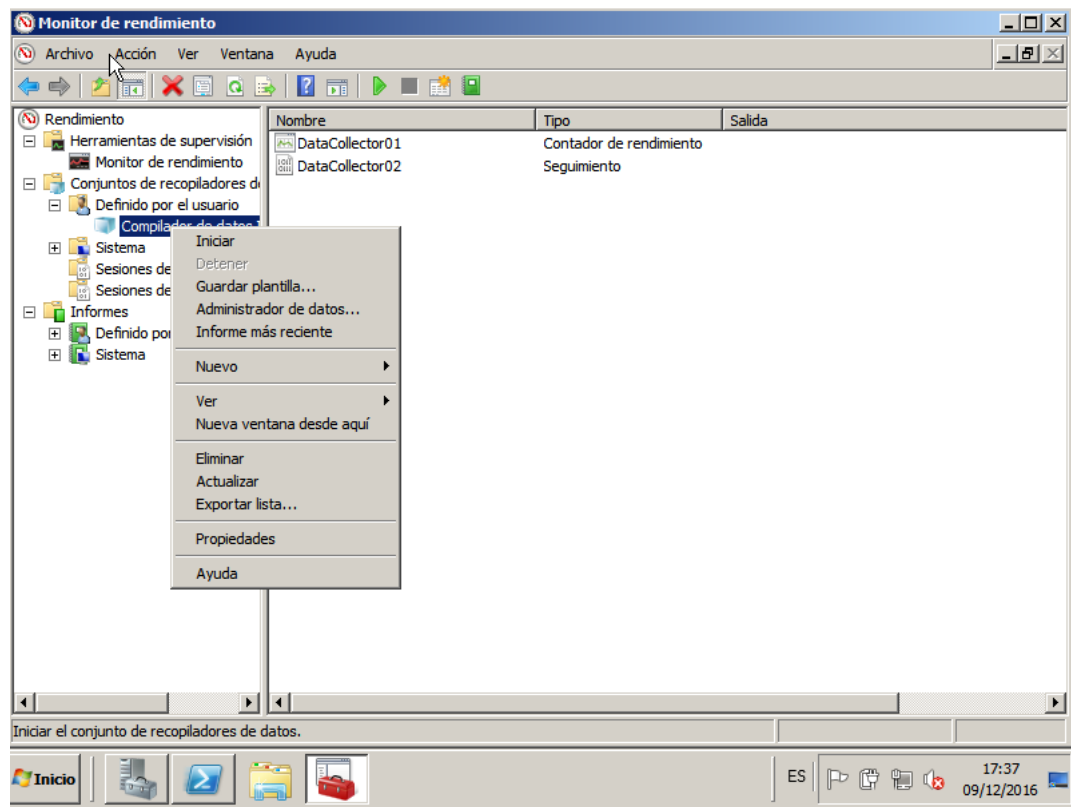 Monitor de rendimiento
Archivo Acción Ver Ventana Ayuda
Rendimiento
Herramientas de supervisión
Monitor de rendimiento
Conjuntos de recopiladores d
Definido por el usuario
Compilador de datos
Sistema
Sesiones de
Sesiones de
Informes
Definido por
Sistema
Nombre Tipo Salida
DataCollector01 Contador de rendimiento
DataCollector02 Seguimiento
Iniciar
Detener
Guardar plantilla...
Administrador de datos...
Informe más reciente
Nuevo
Ver
Nueva ventana desde aquí
Eliminar
Actualizar
Exportar lista...
Propiedades
Ayuda
Iniciar el conjunto de recopiladores de datos.
Inicio
ES
17:37
09/12/2016